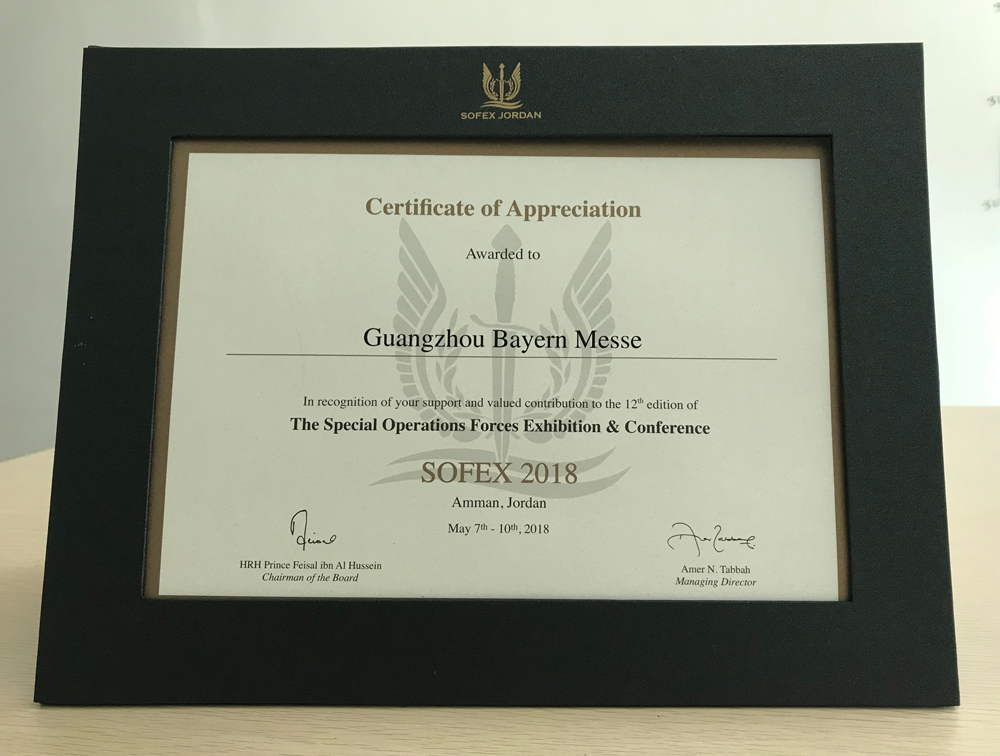 SOFEX JORDAN
Certificate of Appreciation
Awarded to
Guangzhou Bayern Messe
In recognition of your support and valued contribution to the 12th edition of
The Special Operations Forces Exhibition & Conference
SOFEX 2018
Amman, Jordan
May 7th - 10th, 2018
HRH Prince Feisal ibn Al Hussein
Chairman of the Board
Amer N. Tabbah
Managing Director